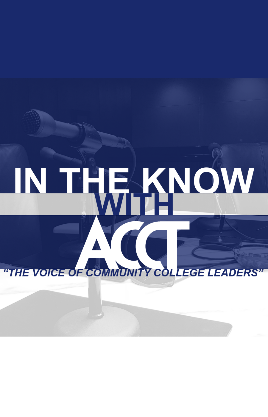 IN THE KNOW
WITH
ACCT
"THE VOICE OF COMMUNITY COLLEGE LEADERS"